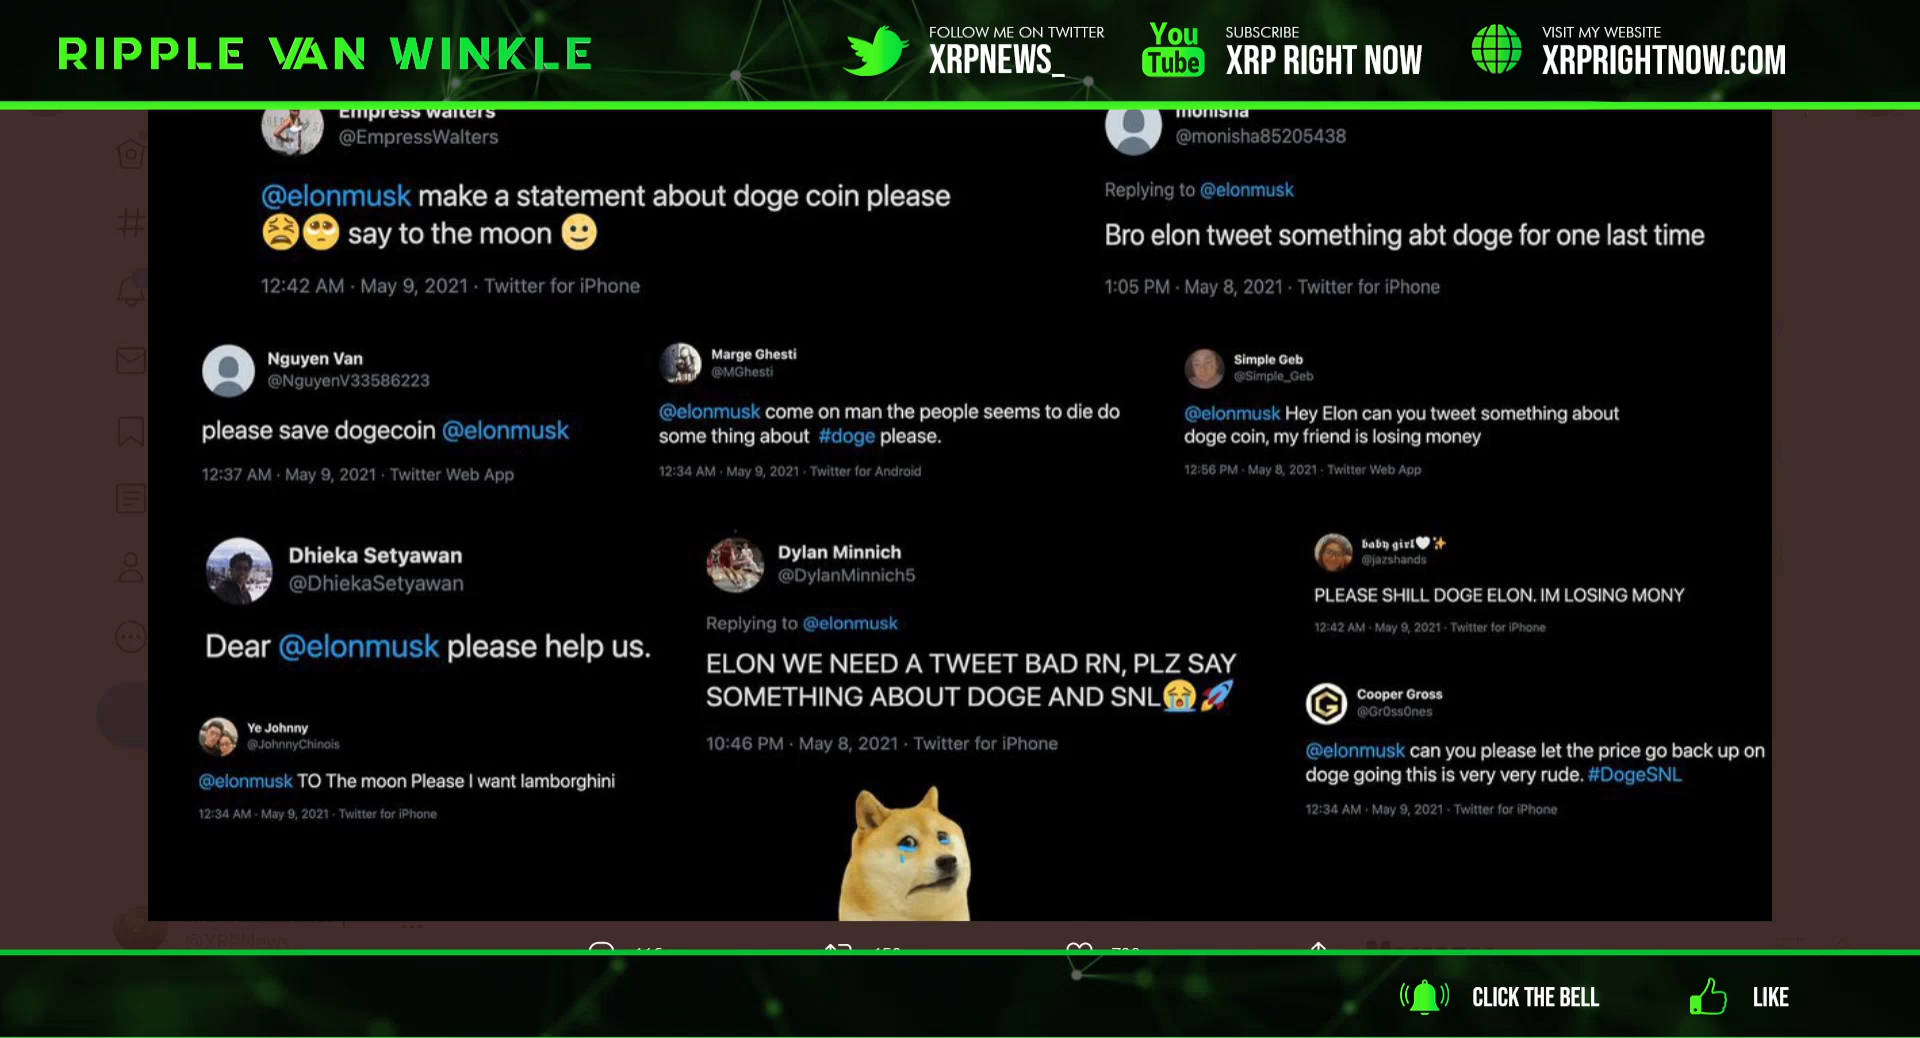 RIPPLE VAN WINKLE
FOLLOW ME ON TWITTER
XRPNEWS_
You
Tube
SUBSCRIBE
XRP RIGHT NOW
VISIT MY WEBSITE
XRPRIGHTNOW.COM
Empress Walters
@EmpressWalters
@elonmusk make a statement about doge coin please
😫🥺 say to the moon 🙂
12:42 AM · May 9, 2021 · Twitter for iPhone
monisha
@monisha85205438
Replying to @elonmusk
Bro elon tweet something abt doge for one last time
1:05 PM · May 8, 2021 · Twitter for iPhone
Nguyen Van
@NguyenV33586223
please save dogecoin @elonmusk
12:37 AM · May 9, 2021 · Twitter Web App
Marge Ghesti
@MGhesti
@elonmusk come on man the people seems to die do
some thing about #doge please.
12:34 AM · May 9, 2021 · Twitter for Android
Simple Geb
@Simple_Geb
@elonmusk Hey Elon can you tweet something about
doge coin, my friend is losing money
12:56 PM · May 8, 2021 · Twitter Web App
Dhieka Setyawan
@DhiekaSetyawan
Dear @elonmusk please help us.
Dylan Minnich
@DylanMinnich5
Replying to @elonmusk
ELON WE NEED A TWEET BAD RN, PLZ SAY
SOMETHING ABOUT DOGE AND SNL😭🚀
10:46 PM · May 8, 2021 · Twitter for iPhone
𝖇𝖆𝖇𝖞 𝖌𝖎𝖗𝖑🤍✨
@jazshands
PLEASE SHILL DOGE ELON. IM LOSING MONY
12:42 AM · May 9, 2021 · Twitter for iPhone
Ye Johnny
@JohnnyChinois
@elonmusk TO The moon Please I want lamborghini
12:34 AM · May 9, 2021 · Twitter for iPhone
Cooper Gross
@Gr0ssOnes
@elonmusk can you please let the price go back up on
doge going this is very very rude. #DogeSNL
12:34 AM · May 9, 2021 · Twitter for iPhone
@XRPNews
CLICK THE BELL
LIKE